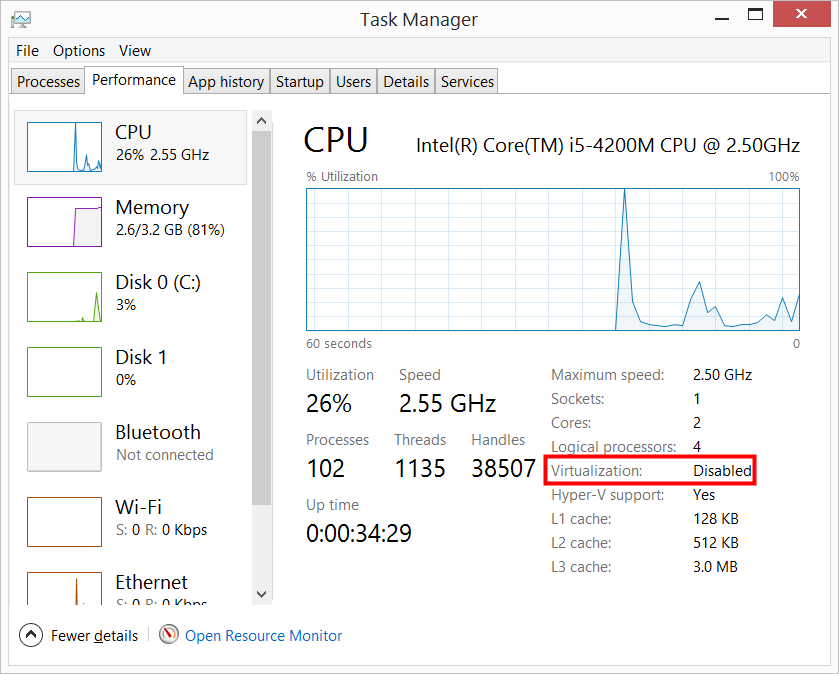 Task Manager
File Options View
Processes Performance App history Startup Users Details Services
CPU
26% 2.55 GHz
Memory
2.6/3.2 GB (81%)
Disk 0 (C:)
3%
Disk 1
0%
Bluetooth
Not connected
Wi-Fi
S: 0 R: 0 Kbps
Ethernet
S: 0 R: 0 Kbps
CPU Intel(R) Core(TM) i5-4200M CPU @ 2.50GHz
% Utilization 100%
60 seconds 0
Utilization Speed
26% 2.55 GHz
Processes Threads Handles
102 1135 38507
Up time
0:00:34:29
Maximum speed: 2.50 GHz
Sockets: 1
Cores: 2
Logical processors: 4
Virtualization: Disabled
Hyper-V support: Yes
L1 cache: 128 KB
L2 cache: 512 KB
L3 cache: 3.0 MB
Fewer details Open Resource Monitor